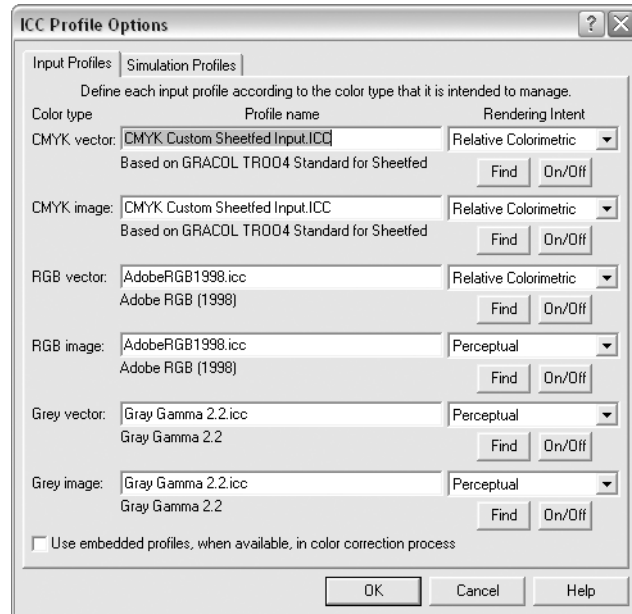 ICC Profile Options
Input Profiles Simulation Profiles
Define each input profile according to the color type that it is intended to manage.
Color type Profile name Rendering Intent
CMYK vector: CMYK Custom Sheetfed Input.ICC Relative Colorimetric
Based on GRACOL TROO4 Standard for Sheetfed
Find On/Off
CMYK image: CMYK Custom Sheetfed Input.ICC Relative Colorimetric
Based on GRACOL TROO4 Standard for Sheetfed
Find On/Off
RGB vector: AdobeRGB1998.icc Relative Colorimetric
Adobe RGB (1998)
Find On/Off
RGB image: AdobeRGB1998.icc Perceptual
Adobe RGB (1998)
Find On/Off
Grey vector: Gray Gamma 2.2.icc Perceptual
Gray Gamma 2.2
Find On/Off
Grey image: Gray Gamma 2.2.icc Perceptual
Gray Gamma 2.2
Find On/Off
Use embedded profiles, when available, in color correction process
OK Cancel Help